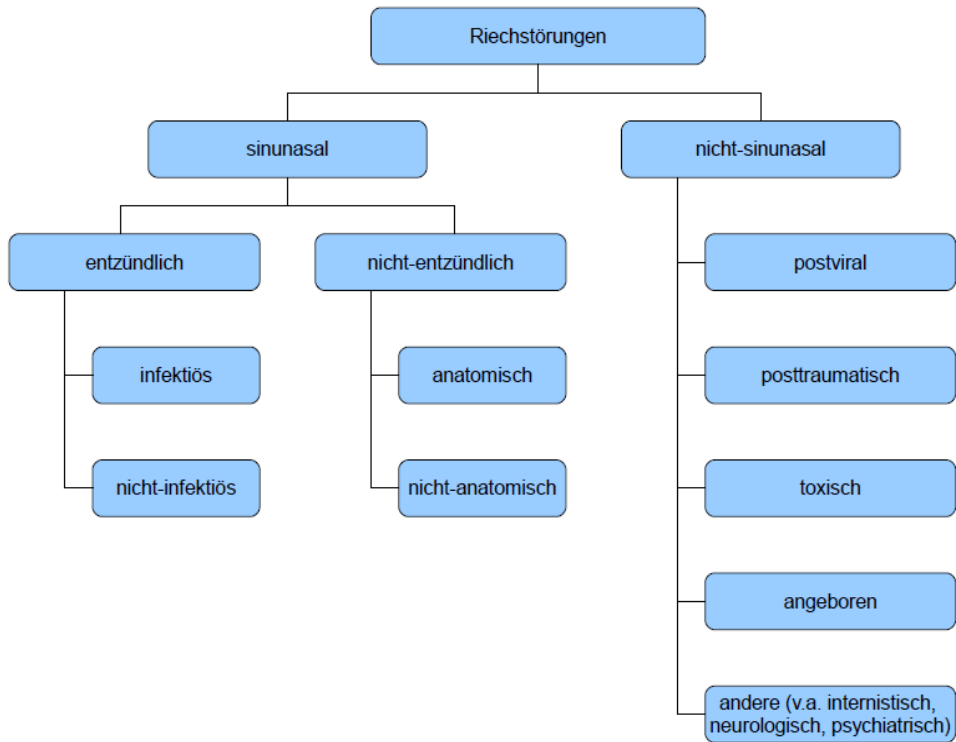 Riechstörungen
sinunasal
nicht-sinunasal
entzündlich
nicht-entzündlich
postviral
infektiös
anatomisch
posttraumatisch
nicht-infektiös
nicht-anatomisch
toxisch
angeboren
andere (v.a. internistisch,
neurologisch, psychiatrisch)